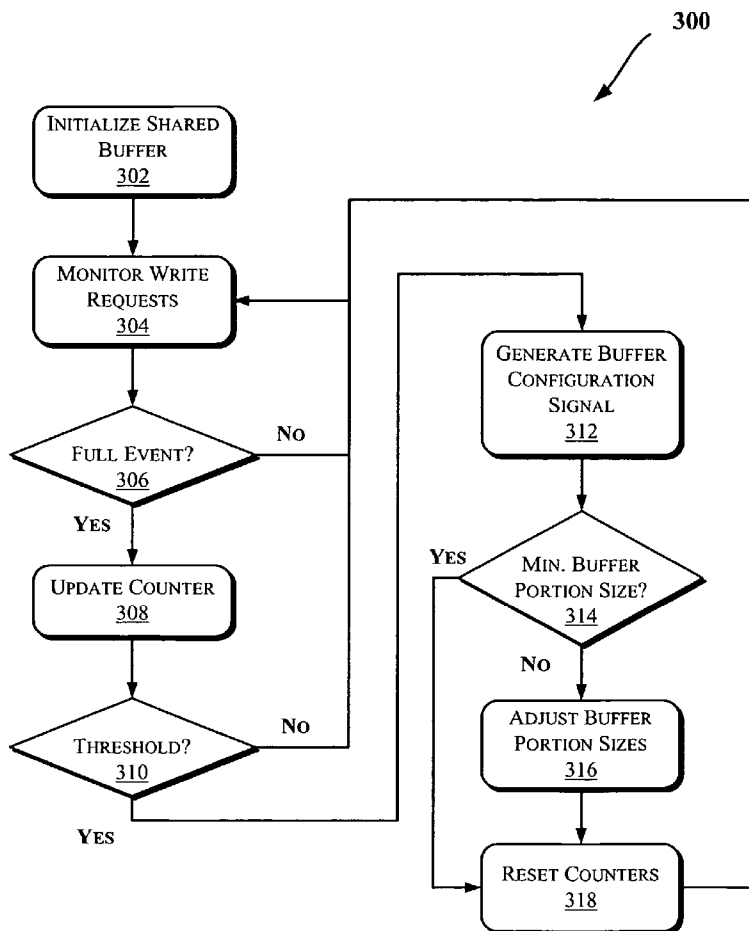 300
INITIALIZE SHARED
BUFFER
302
MONITOR WRITE
REQUESTS
304
FULL EVENT?
306
NO
YES
UPDATE COUNTER
308
THRESHOLD?
310
NO
YES
GENERATE BUFFER
CONFIGURATION
SIGNAL
312
MIN. BUFFER
PORTION SIZE?
314
YES
NO
ADJUST BUFFER
PORTION SIZES
316
RESET COUNTERS
318